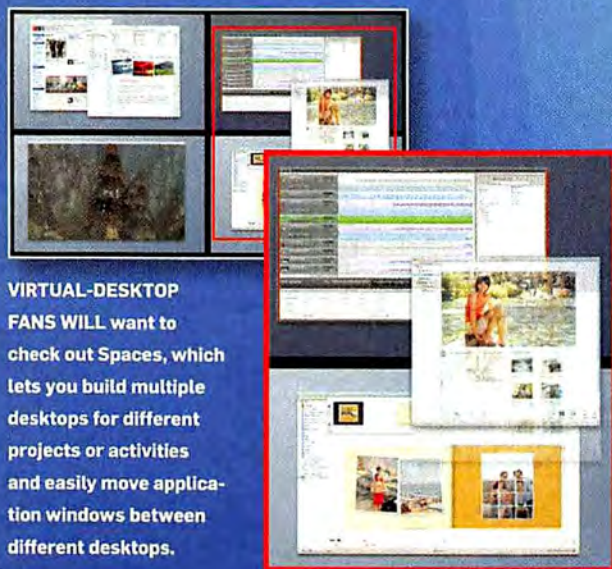 VIRTUAL-DESKTOP
FANS WILL want to
check out Spaces, which
lets you build multiple
desktops for different
projects or activities
and easily move applica-
tion windows between
different desktops.